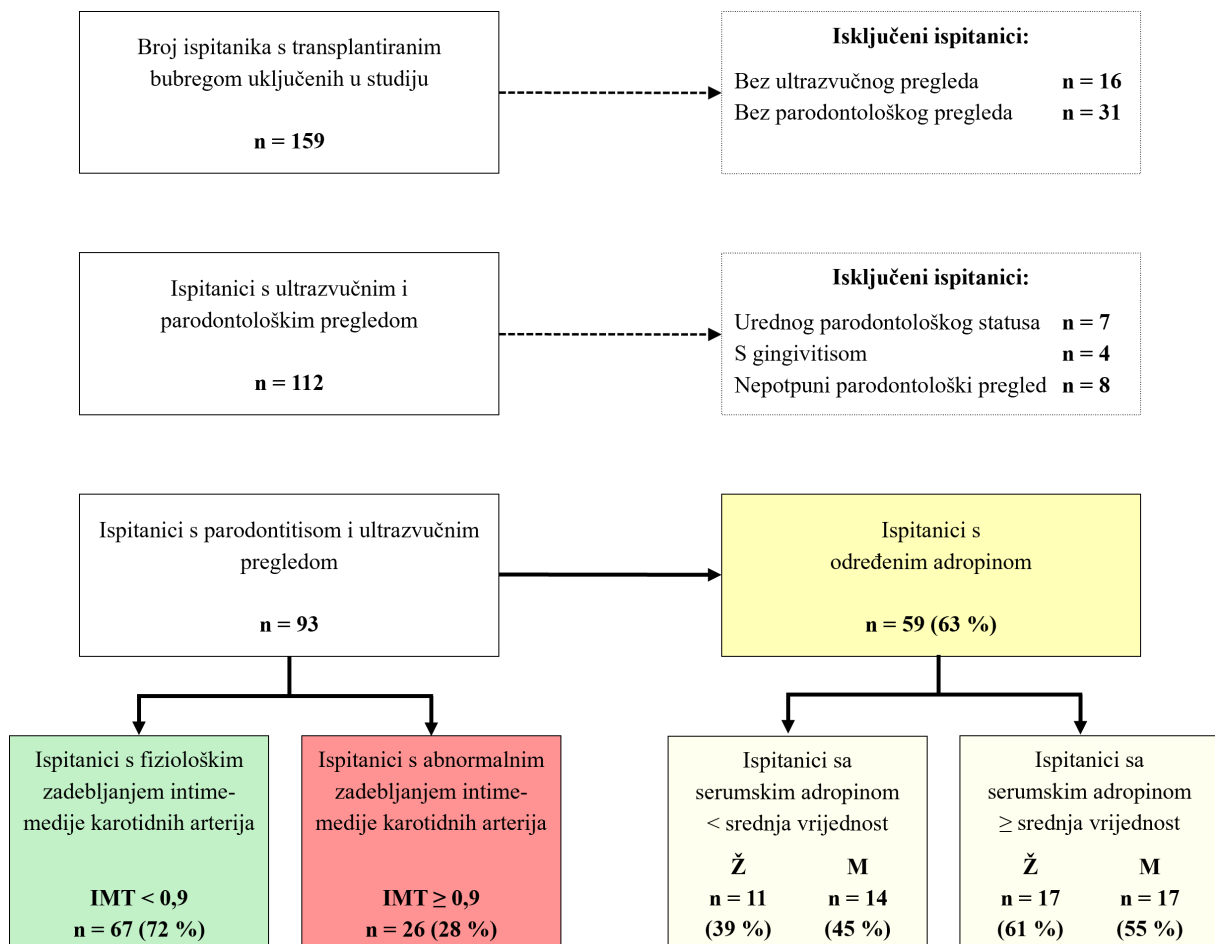 Broj ispitanika s transplantiranim
bubregom uključenih u studiju
n = 159
Isključeni ispitanici:
Bez ultrazvučnog pregleda n = 16
Bez parodontološkog pregleda n = 31
Ispitanici s ultrazvučnim i
parodontološkim pregledom
n = 112
Isključeni ispitanici:
Urednog parodontološkog statusa n = 7
S gingivitisom n = 4
Nepotpuni parodontološki pregled n = 8
Ispitanici s parodontitisom i ultrazvučnim
pregledom
n = 93
Ispitanici s
određenim adropinom
n = 59 (63 %)
Ispitanici s fiziološkim
zadebljanjem intime-
medije karotidnih arterija
IMT < 0,9
n = 67 (72 %)
Ispitanici s abnormalnim
zadebljanjem intime-
medije karotidnih arterija
IMT ≥ 0,9
n = 26 (28 %)
Ispitanici sa
serumskim adropinom
< srednja vrijednost
Ž M
n = 11 n = 14
(39 %) (45 %)
Ispitanici sa
serumskim adropinom
≥ srednja vrijednost
Ž M
n = 17 n = 17
(61 %) (55 %)